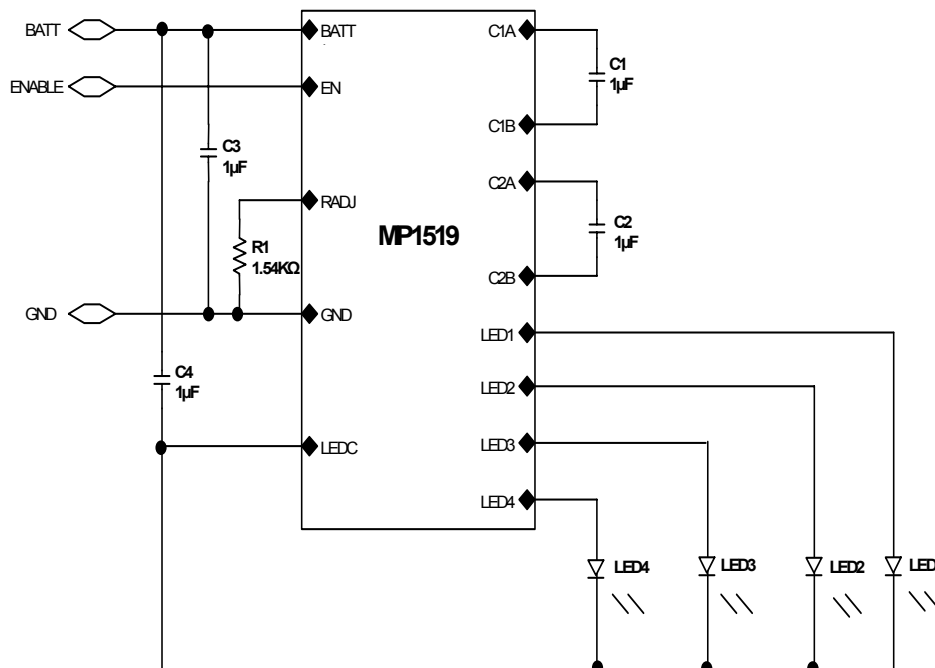 BATT
ENABLE
GND
BATT
EN
RADJ
GND
LEDC
C3
1µF
R1
1.54KΩ
C4
1µF
MP1519
C1A
C1B
C2A
C2B
LED1
LED2
LED3
LED4
C1
1µF
C2
1µF
LED4
LED3
LED2
LED